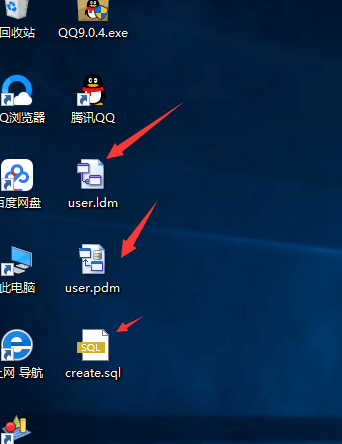 回收站 QQ9.0.4.exe
Q浏览器 腾讯QQ
百度网盘 user.ldm
此电脑 user.pdm
SQL
上网 导航 create.sql